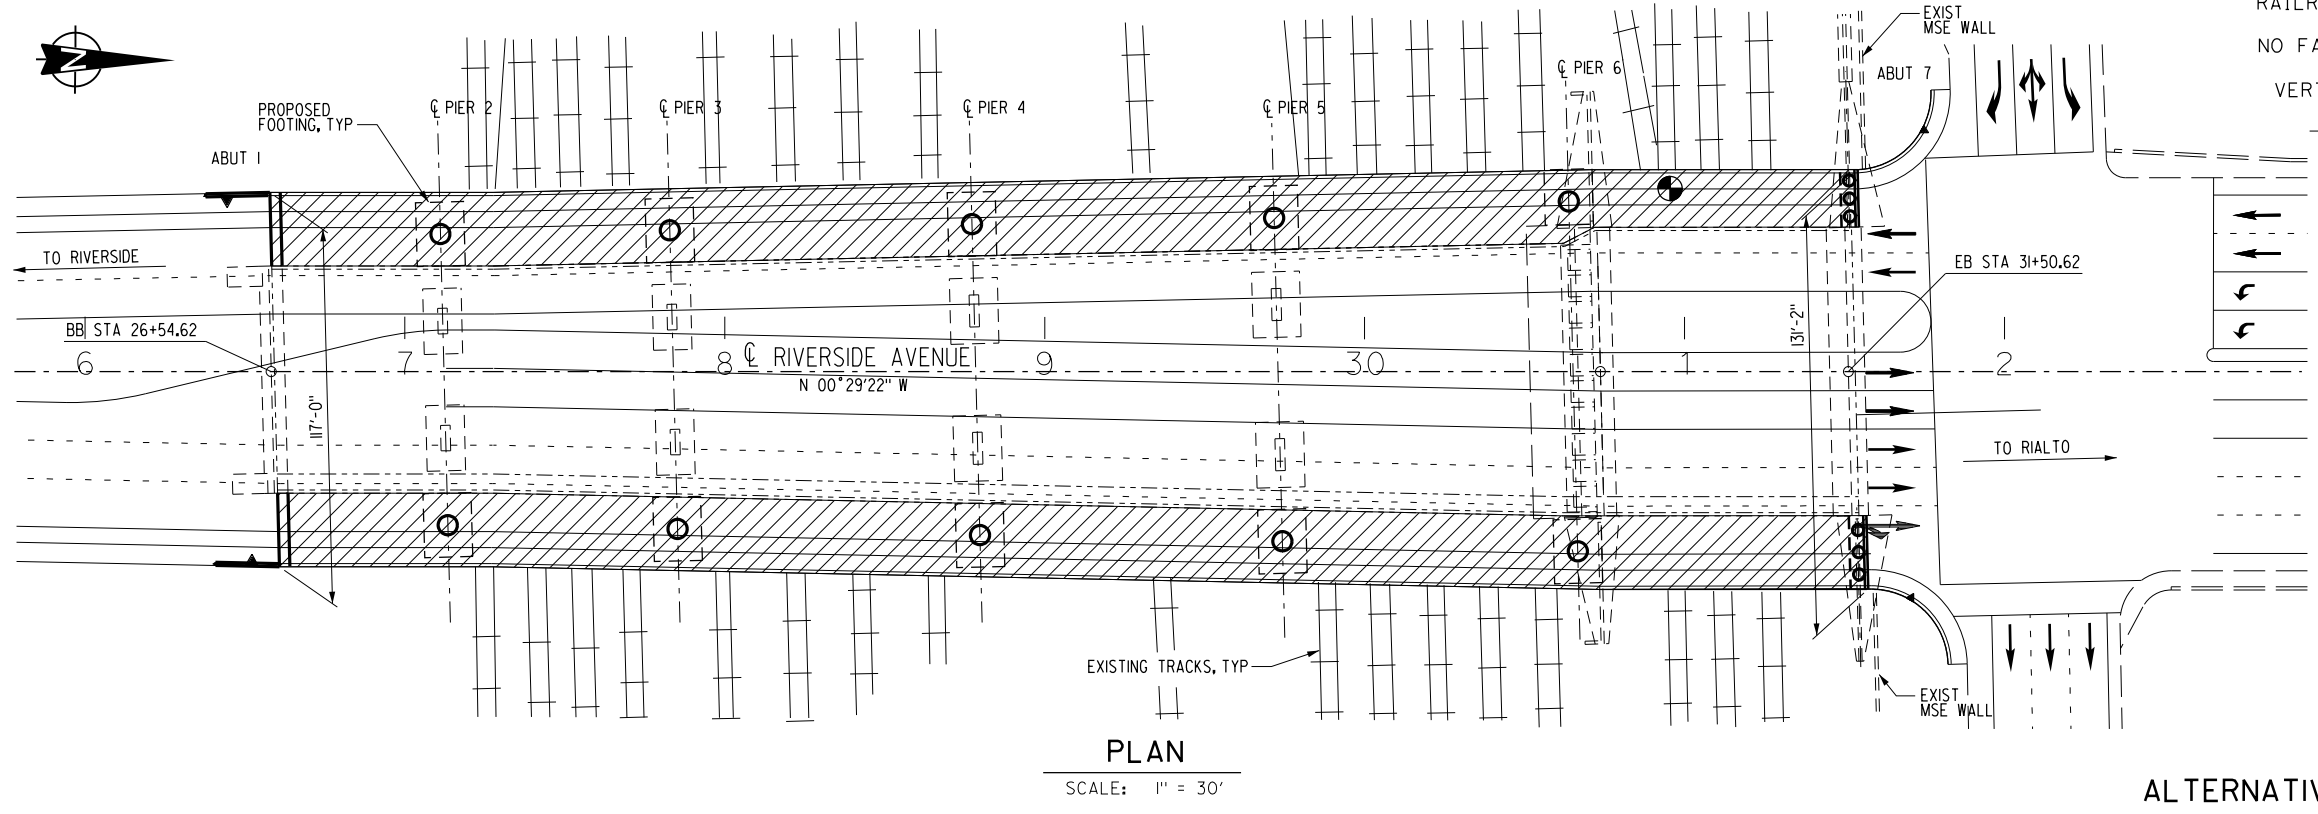 RAILR
EXIST
MSE WALL
NO FA
ABUT 7
VERT
N
℄ PIER 6
℄ PIER 2
℄ PIER 3
℄ PIER 4
℄ PIER 5
PROPOSED
FOOTING, TYP
ABUT 1
TO RIVERSIDE
EB STA 31+50.62
BB STA 26+54.62
131'-2"
6
7
8
℄ RIVERSIDE AVENUE
9
30
1
2
N 00°29'22" W
117'-0"
TO RIALTO
EXISTING TRACKS, TYP
EXIST
MSE WALL
PLAN
SCALE: 1" = 30'
ALTERNATIV